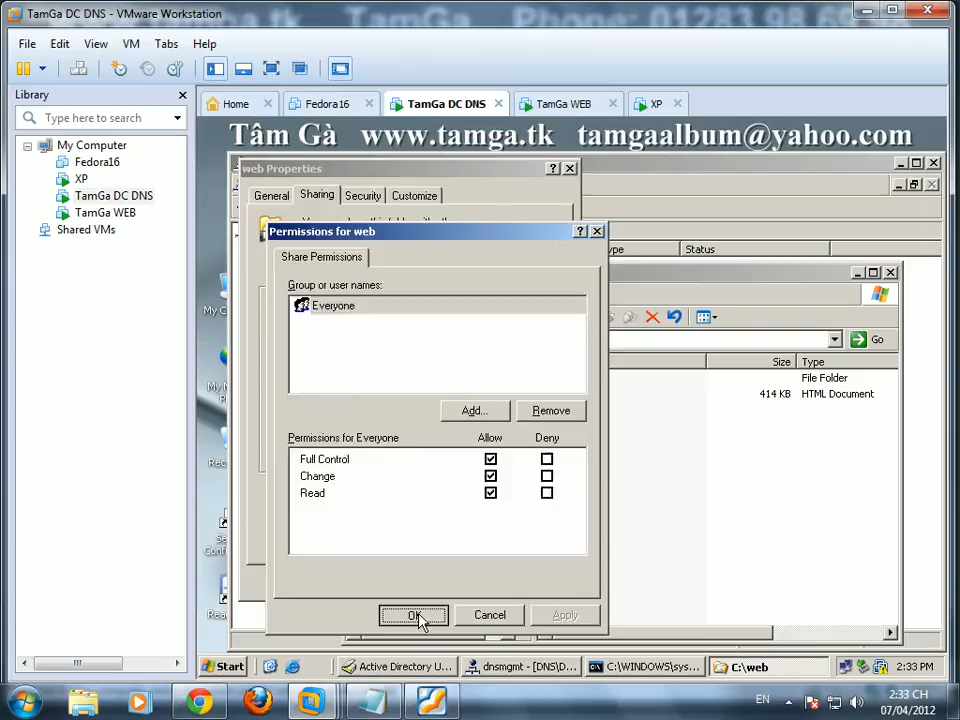 TamGa DC DNS - VMware Workstation
File Edit View VM Tabs Help
Library
Home Fedora16 TamGa DC DNS TamGa WEB XP
Type here to search
My Computer
Fedora16
XP
TamGa DC DNS
TamGa WEB
Shared VMs
Tâm Gà www.tamga.tk tamgaalbum@yahoo.com
web Properties
General Sharing Security Customize
Permissions for web
Share Permissions
ype Status
Group or user names:
Everyone
Go
Size Type
File Folder
414 KB HTML Document
Add... Remove
Permissions for Everyone Allow Deny
Full Control
Change
Read
OK Cancel Apply
Start Active Directory U... dnsmgmt - [DNS\D... C:\WINDOWS\sys... C:\web 2:33 PM
EN 2:33 CH
07/04/2012